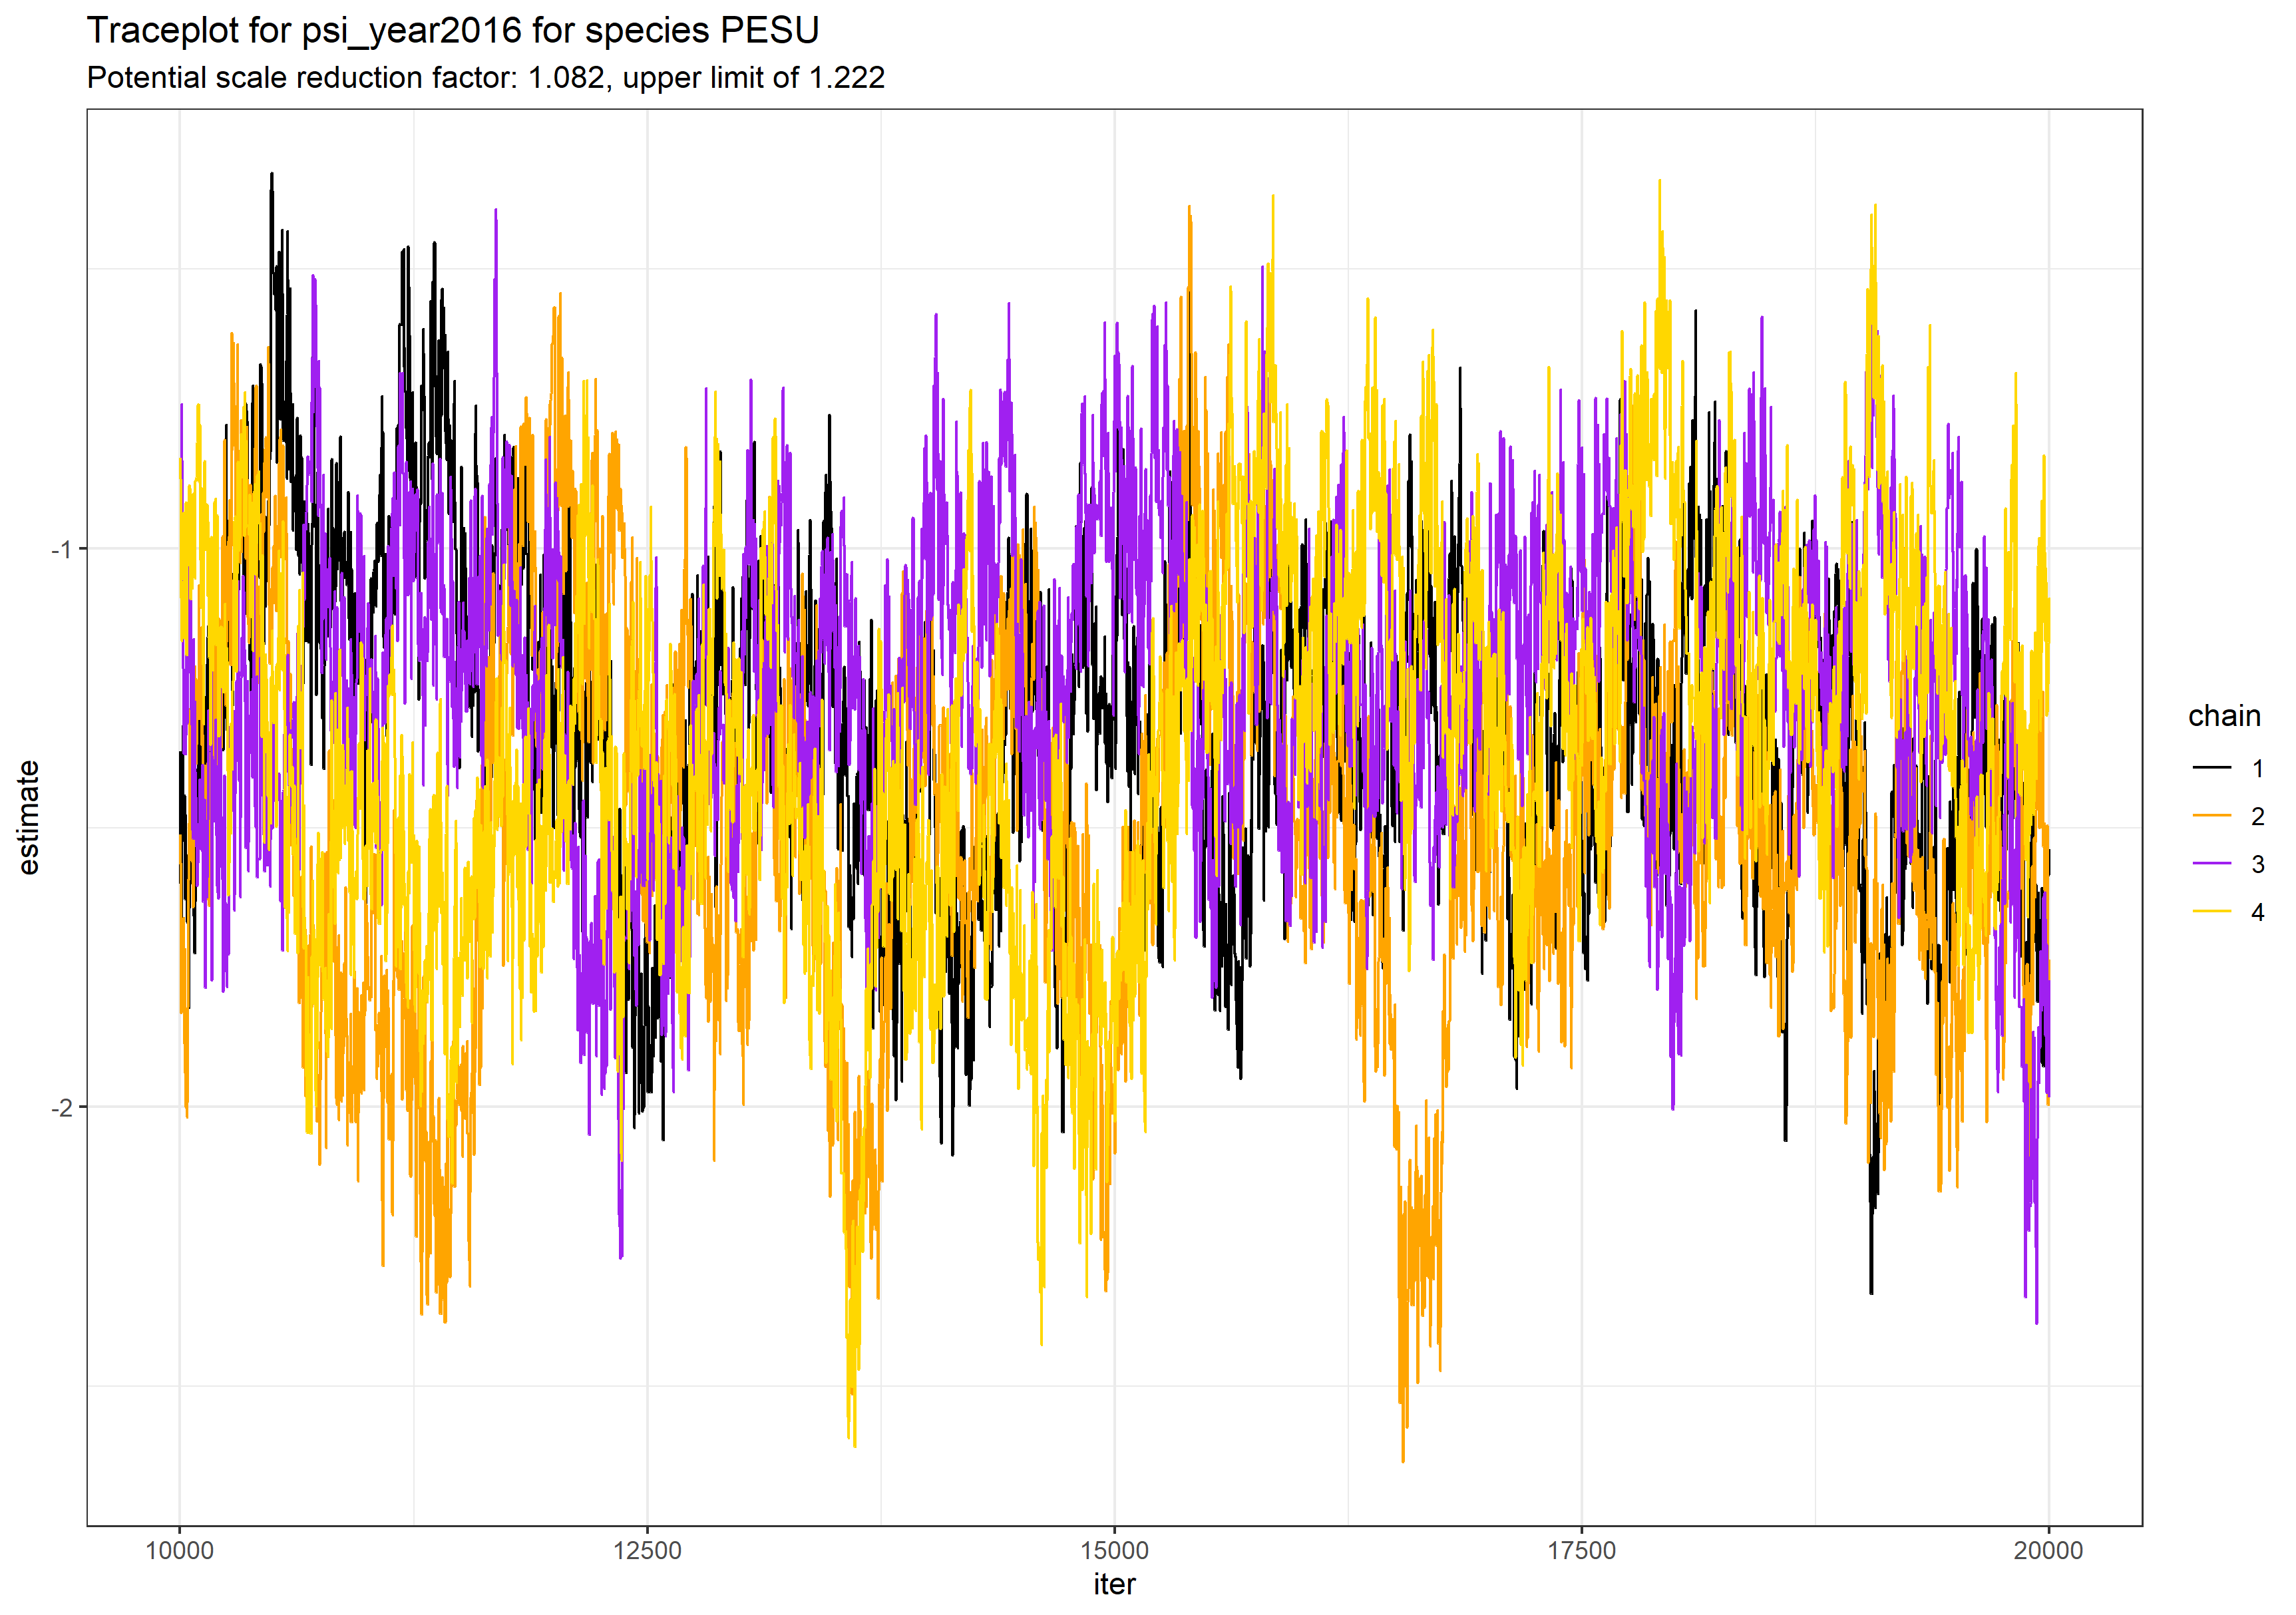 Traceplot for psi_year2016 for species PESU
Potential scale reduction factor: 1.082, upper limit of 1.222
estimate
-1
-2
10000
12500
15000
17500
20000
iter
chain
1
2
3
4